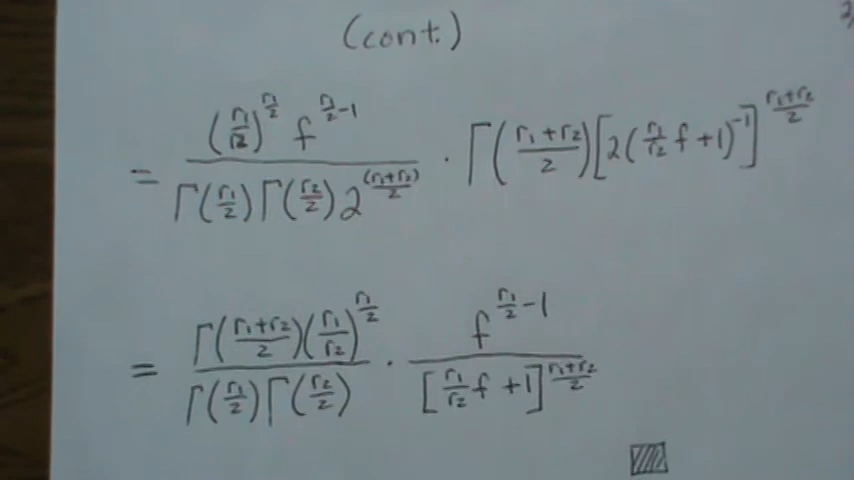 (cont.)
= (r₁/r₂)^(r₁/2) f^(r₁/2 -1) / Γ(r₁/2)Γ(r₂/2) 2^((r₁+r₂)/2) · Γ((r₁+r₂)/2)[2(r₁/r₂ f +1)^-1]^((r₁+r₂)/2)
= Γ((r₁+r₂)/2)(r₁/r₂)^(r₁/2) / Γ(r₁/2)Γ(r₂/2) · f^(r₁/2 -1) / [r₁/r₂ f +1]^((r₁+r₂)/2)